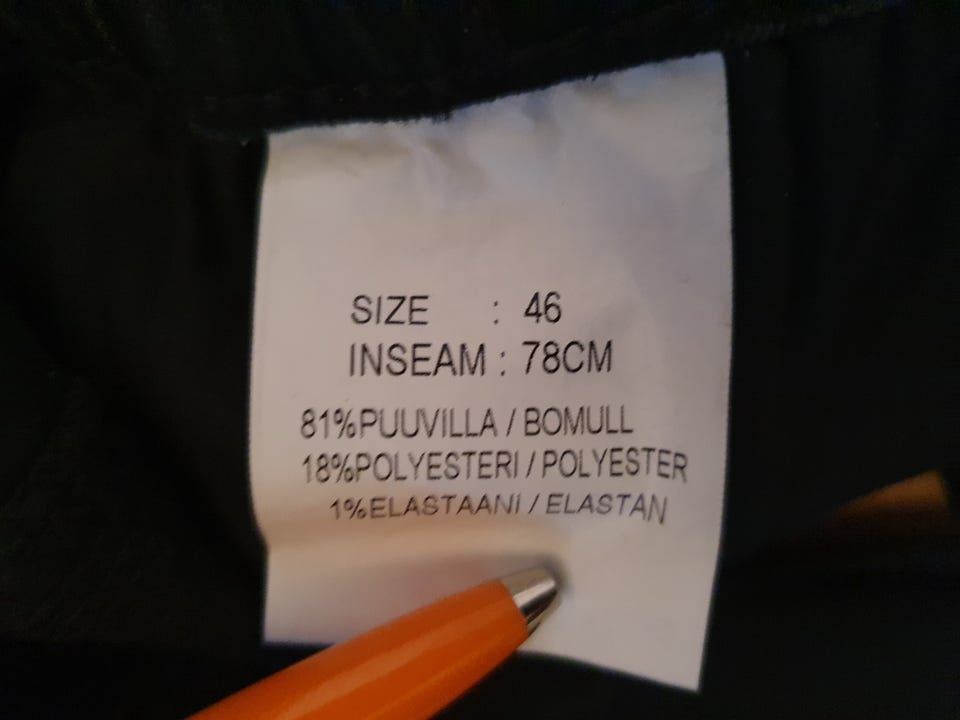 SIZE : 46
INSEAM : 78CM
81%PUUVILLA / BOMULL
18%POLYESTERI / POLYESTER
1%ELASTAANI / ELASTAN